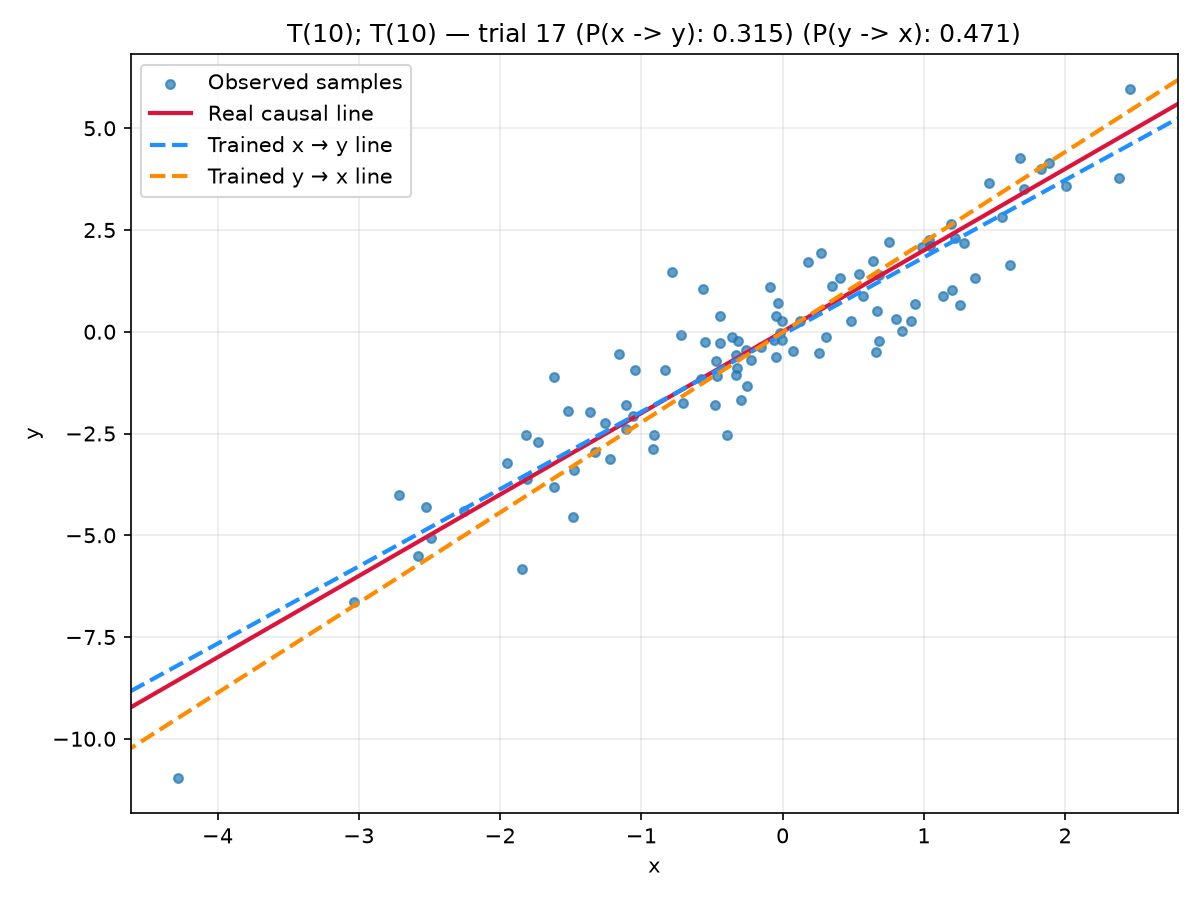 T(10); T(10) — trial 17 (P(x -> y): 0.315) (P(y -> x): 0.471)
Observed samples
Real causal line
Trained x → y line
Trained y → x line
5.0
2.5
0.0
−2.5
−5.0
−7.5
−10.0
y
−4 −3 −2 −1 0 1 2
x